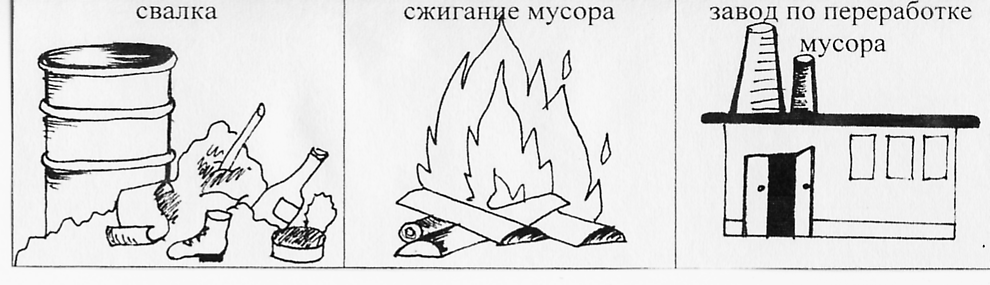 свалка
сжигание мусора
завод по переработке
мусора